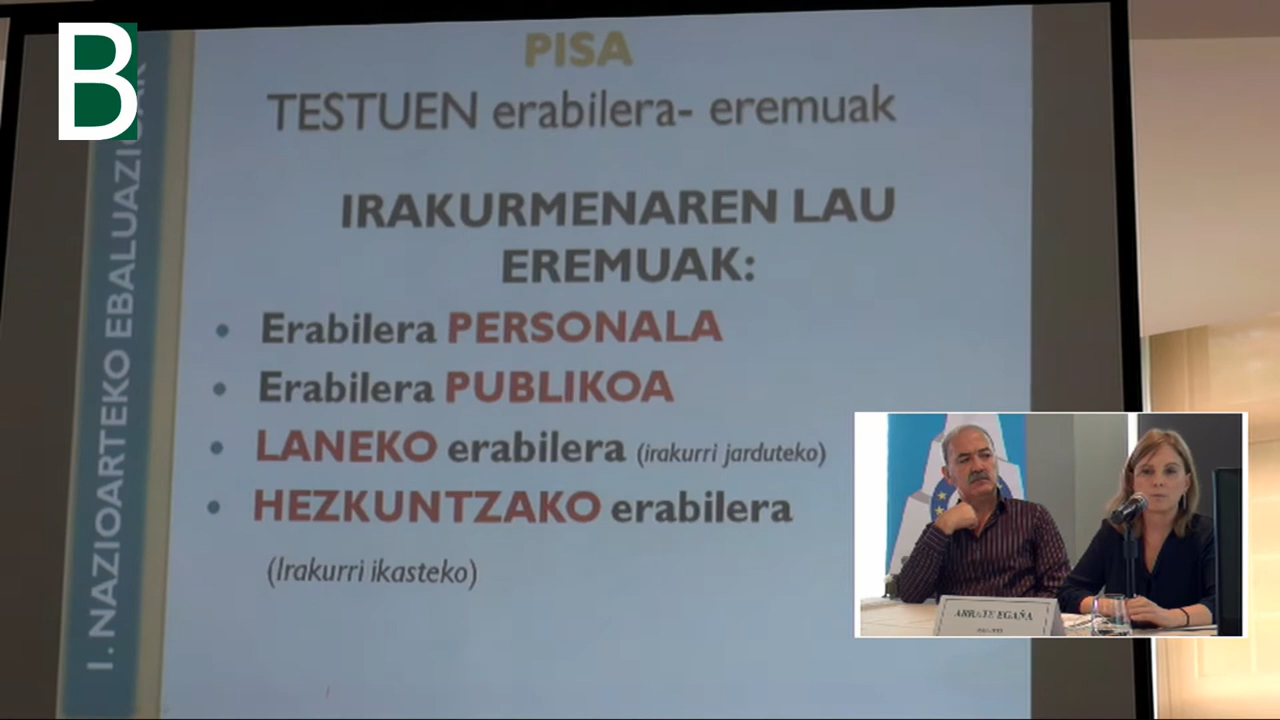 B
PISA
TESTUEN erabilera- eremuak
IRAKURMENAREN LAU
EREMUAK:
• Erabilera PERSONALA
• Erabilera PUBLIKOA
• LANEKO erabilera (irakurri jarduteko)
• HEZKUNTZAKO erabilera
(Irakurri ikasteko)
I. NAZIOARTEKO EBALUAZIOAK
ARRATE EGAÑA